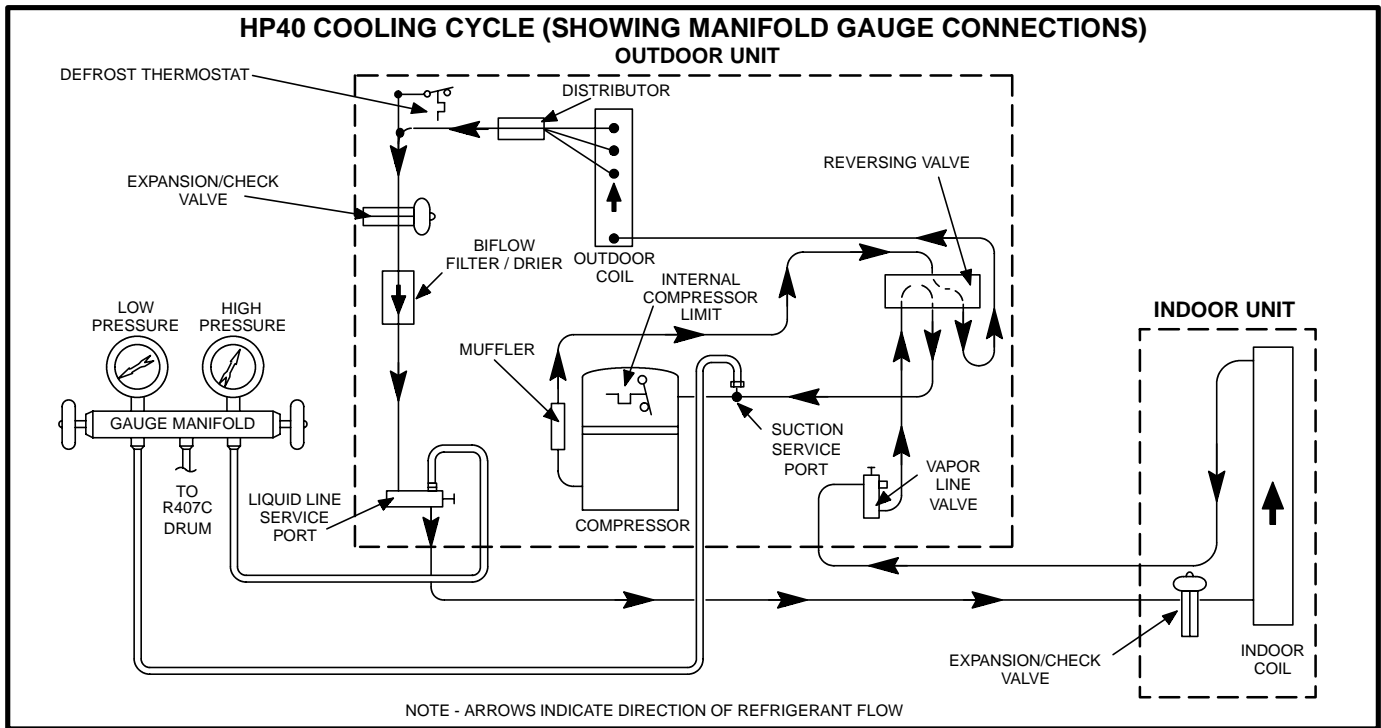 HP40 COOLING CYCLE (SHOWING MANIFOLD GAUGE CONNECTIONS)
OUTDOOR UNIT
DEFROST THERMOSTAT
DISTRIBUTOR
REVERSING VALVE
EXPANSION/CHECK
VALVE
BIFLOW
FILTER / DRIER
OUTDOOR
COIL
INTERNAL
COMPRESSOR
LIMIT
LOW
PRESSURE
HIGH
PRESSURE
INDOOR UNIT
MUFFLER
GAUGE MANIFOLD
SUCTION
SERVICE
PORT
VAPOR
LINE
VALVE
TO
R407C
DRUM
LIQUID LINE
SERVICE
PORT
COMPRESSOR
EXPANSION/CHECK
VALVE
INDOOR
COIL
NOTE - ARROWS INDICATE DIRECTION OF REFRIGERANT FLOW